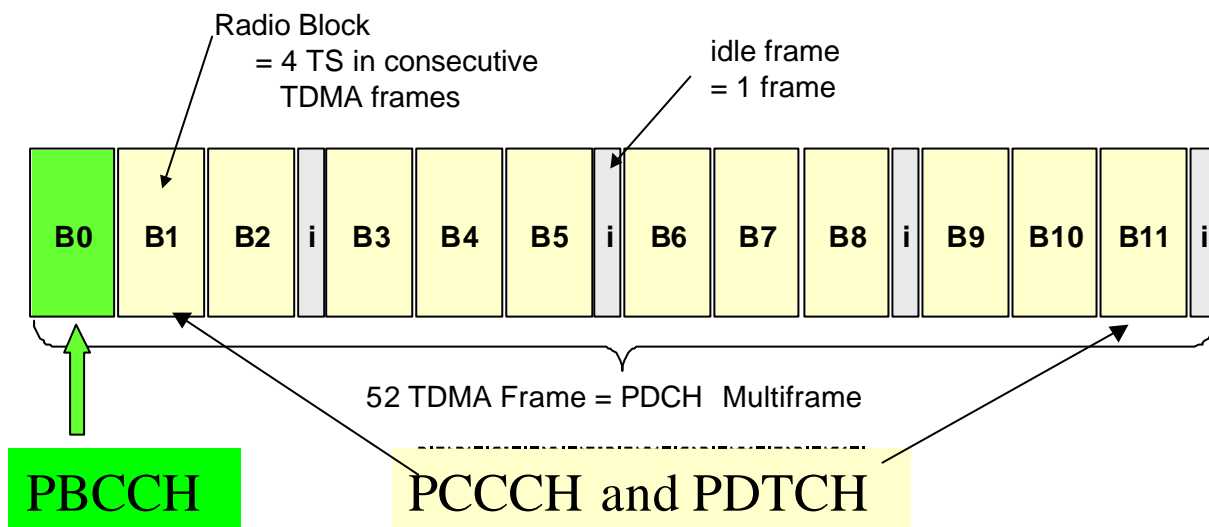 Radio Block
= 4 TS in consecutive
TDMA frames
idle frame
= 1 frame
B0 B1 B2 i B3 B4 B5 i B6 B7 B8 i B9 B10 B11 i
52 TDMA Frame = PDCH Multiframe
PBCCH
PCCCH and PDTCH